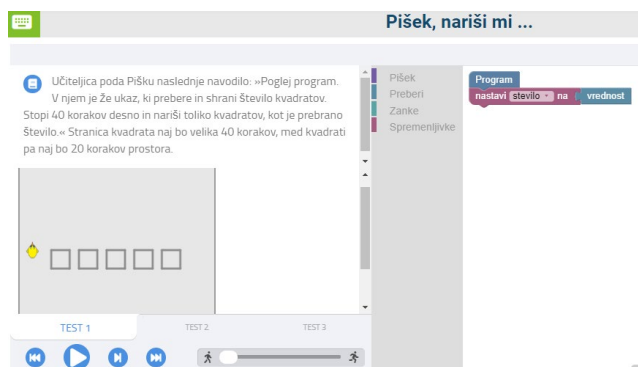 Pišek, nariši mi ...
Učiteljica poda Pišku naslednje navodilo: »Poglej program.
V njem je že ukaz, ki prebere in shrani število kvadratov.
Stopi 40 korakov desno in nariši toliko kvadratov, kot je prebrano
število.« Stranica kvadrata naj bo velika 40 korakov, med kvadrati
pa naj bo 20 korakov prostora.
Pišek
Preberi
Zanke
Spremenljivke
Program
nastavi stevilo na vrednost
TEST 1 TEST 2 TEST 3